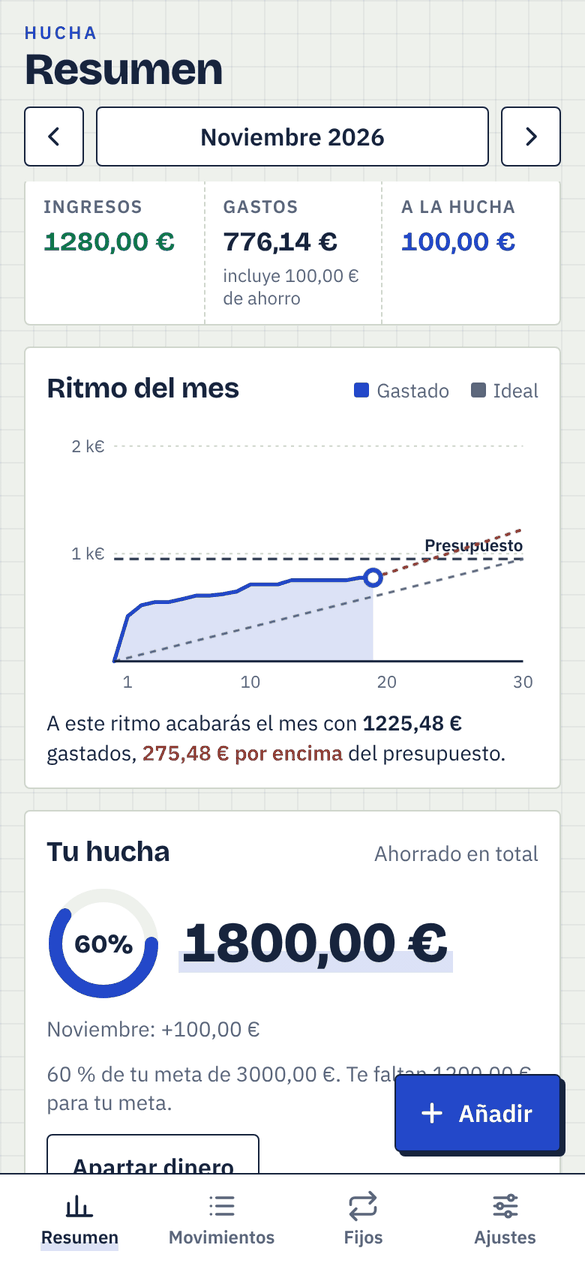 HUCHA
Resumen
Noviembre 2026
INGRESOS
GASTOS
A LA HUCHA
1280,00 €
776,14 €
100,00 €
incluye 100,00 €
de ahorro
Ritmo del mes
Gastado
Ideal
2 k€
Presupuesto
1 k€
1
10
20
30
A este ritmo acabarás el mes con 1225,48 €
gastados, 275,48 € por encima del presupuesto.
Tu hucha
Ahorrado en total
60%
1800,00 €
Noviembre: +100,00 €
60 % de tu meta de 3000,00 €. Te faltan 1200,00 €
para tu meta.
Añadir
Apartar dinero
Resumen
Movimientos
Fijos
Ajustes